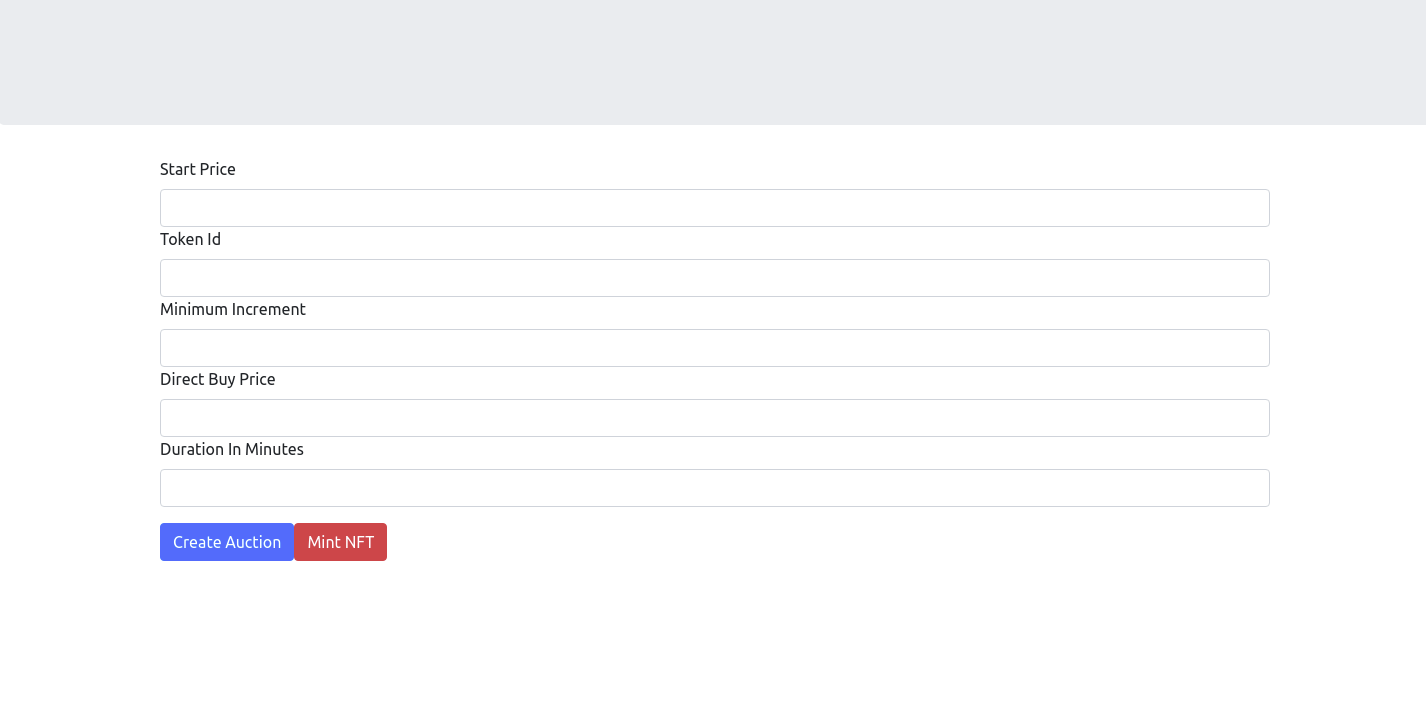 Start Price
Token Id
Minimum Increment
Direct Buy Price
Duration In Minutes
Create Auction Mint NFT